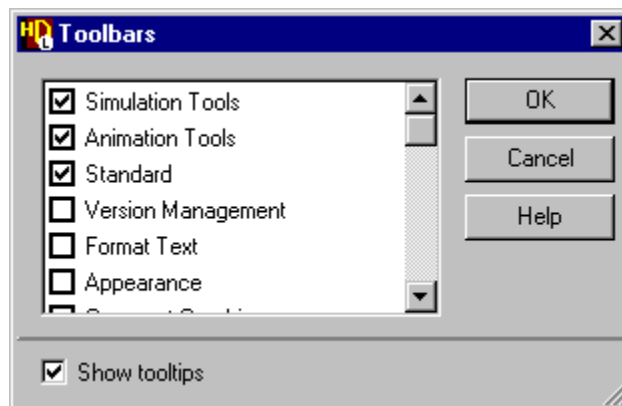 Toolbars
Simulation Tools
Animation Tools
Standard
Version Management
Format Text
Appearance
OK
Cancel
Help
Show tooltips